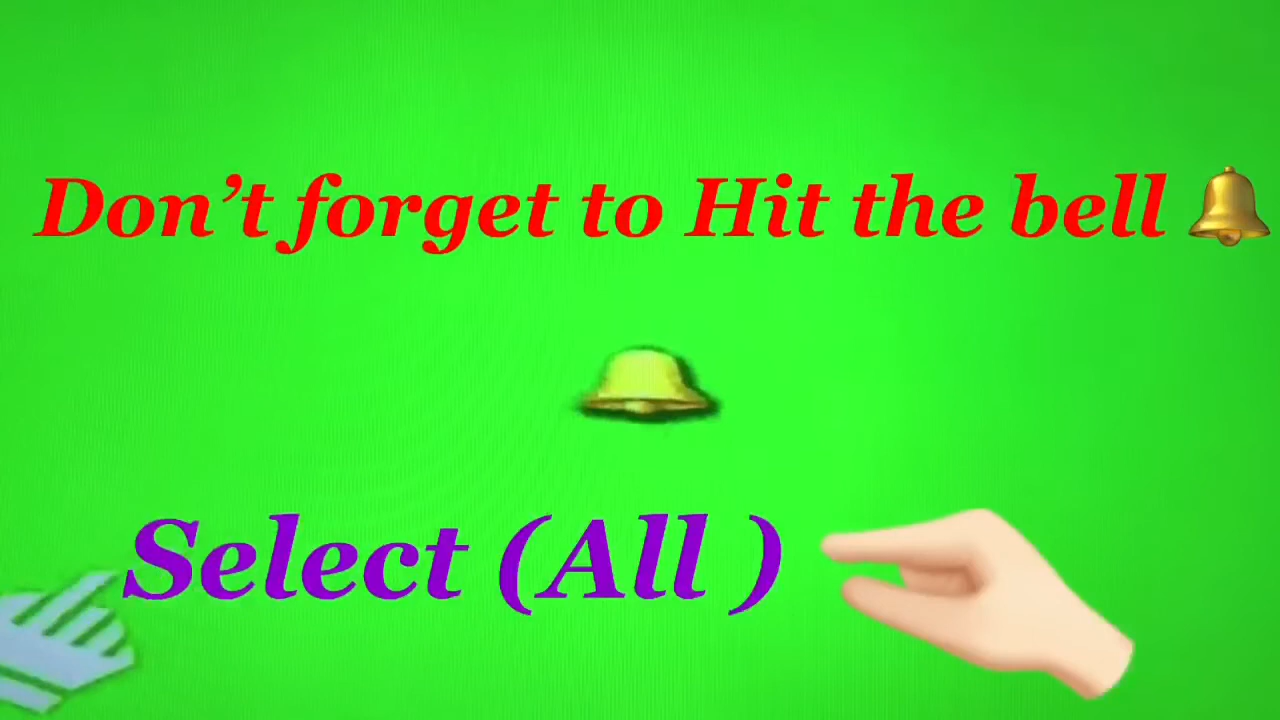 Don’t forget to Hit the bell 🔔
Select (All )